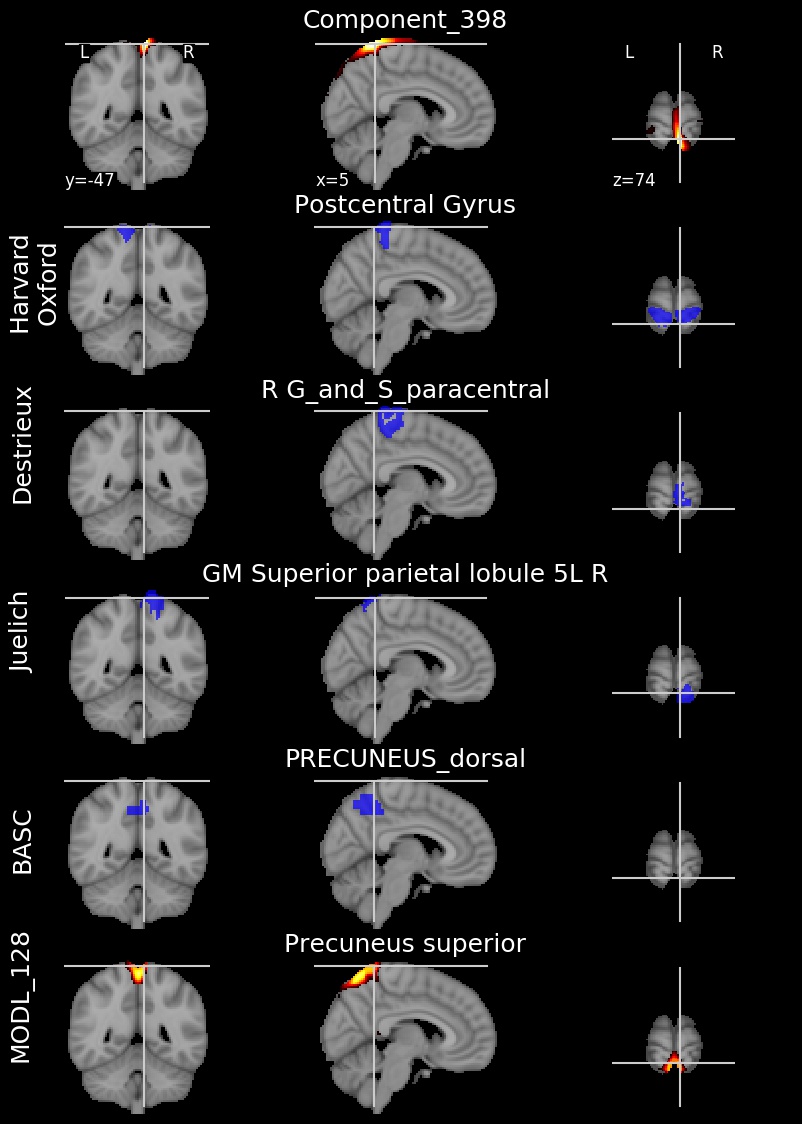 Component_398
L R
L R
y=-47
x=5
z=74
Postcentral Gyrus
Harvard
Oxford
R G_and_S_paracentral
Destrieux
GM Superior parietal lobule 5L R
Juelich
PRECUNEUS_dorsal
BASC
Precuneus superior
MODL_128